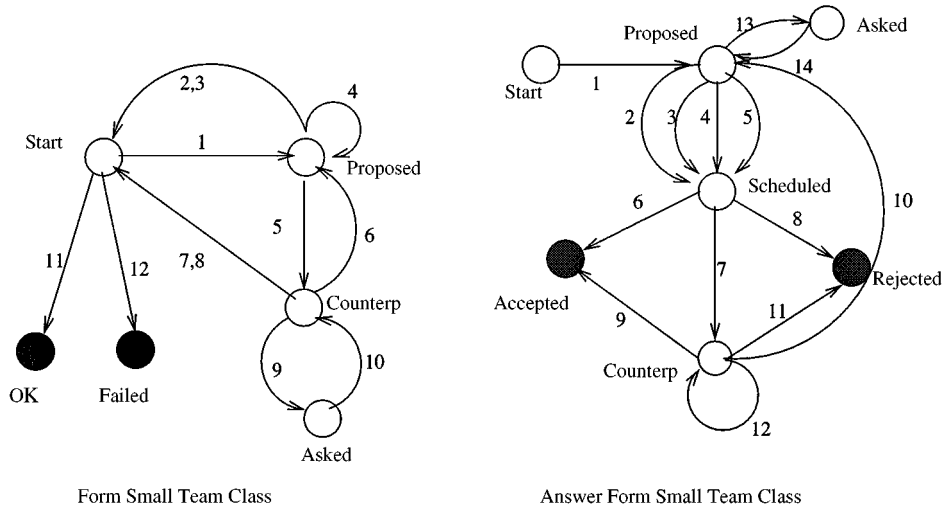 2,3
4
Start
1
Proposed
5
6
11
12
7,8
Counterp
9
10
OK
Failed
Asked
Form Small Team Class
13
Asked
Proposed
14
Start
1
2
3
4
5
Scheduled
6
8
10
7
Accepted
Rejected
9
11
Counterp
12
Answer Form Small Team Class